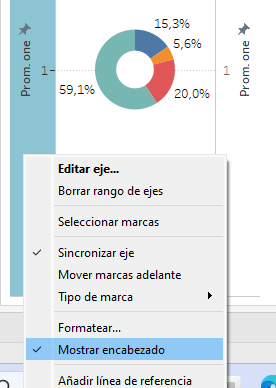 15,3%
5,6%
59,1%
20,0%
Prom. one
1
1
Prom. one
Editar eje...
Borrar rango de ejes
Seleccionar marcas
Sincronizar eje
Mover marcas adelante
Tipo de marca
Formatear...
Mostrar encabezado
Añadir línea de referencia